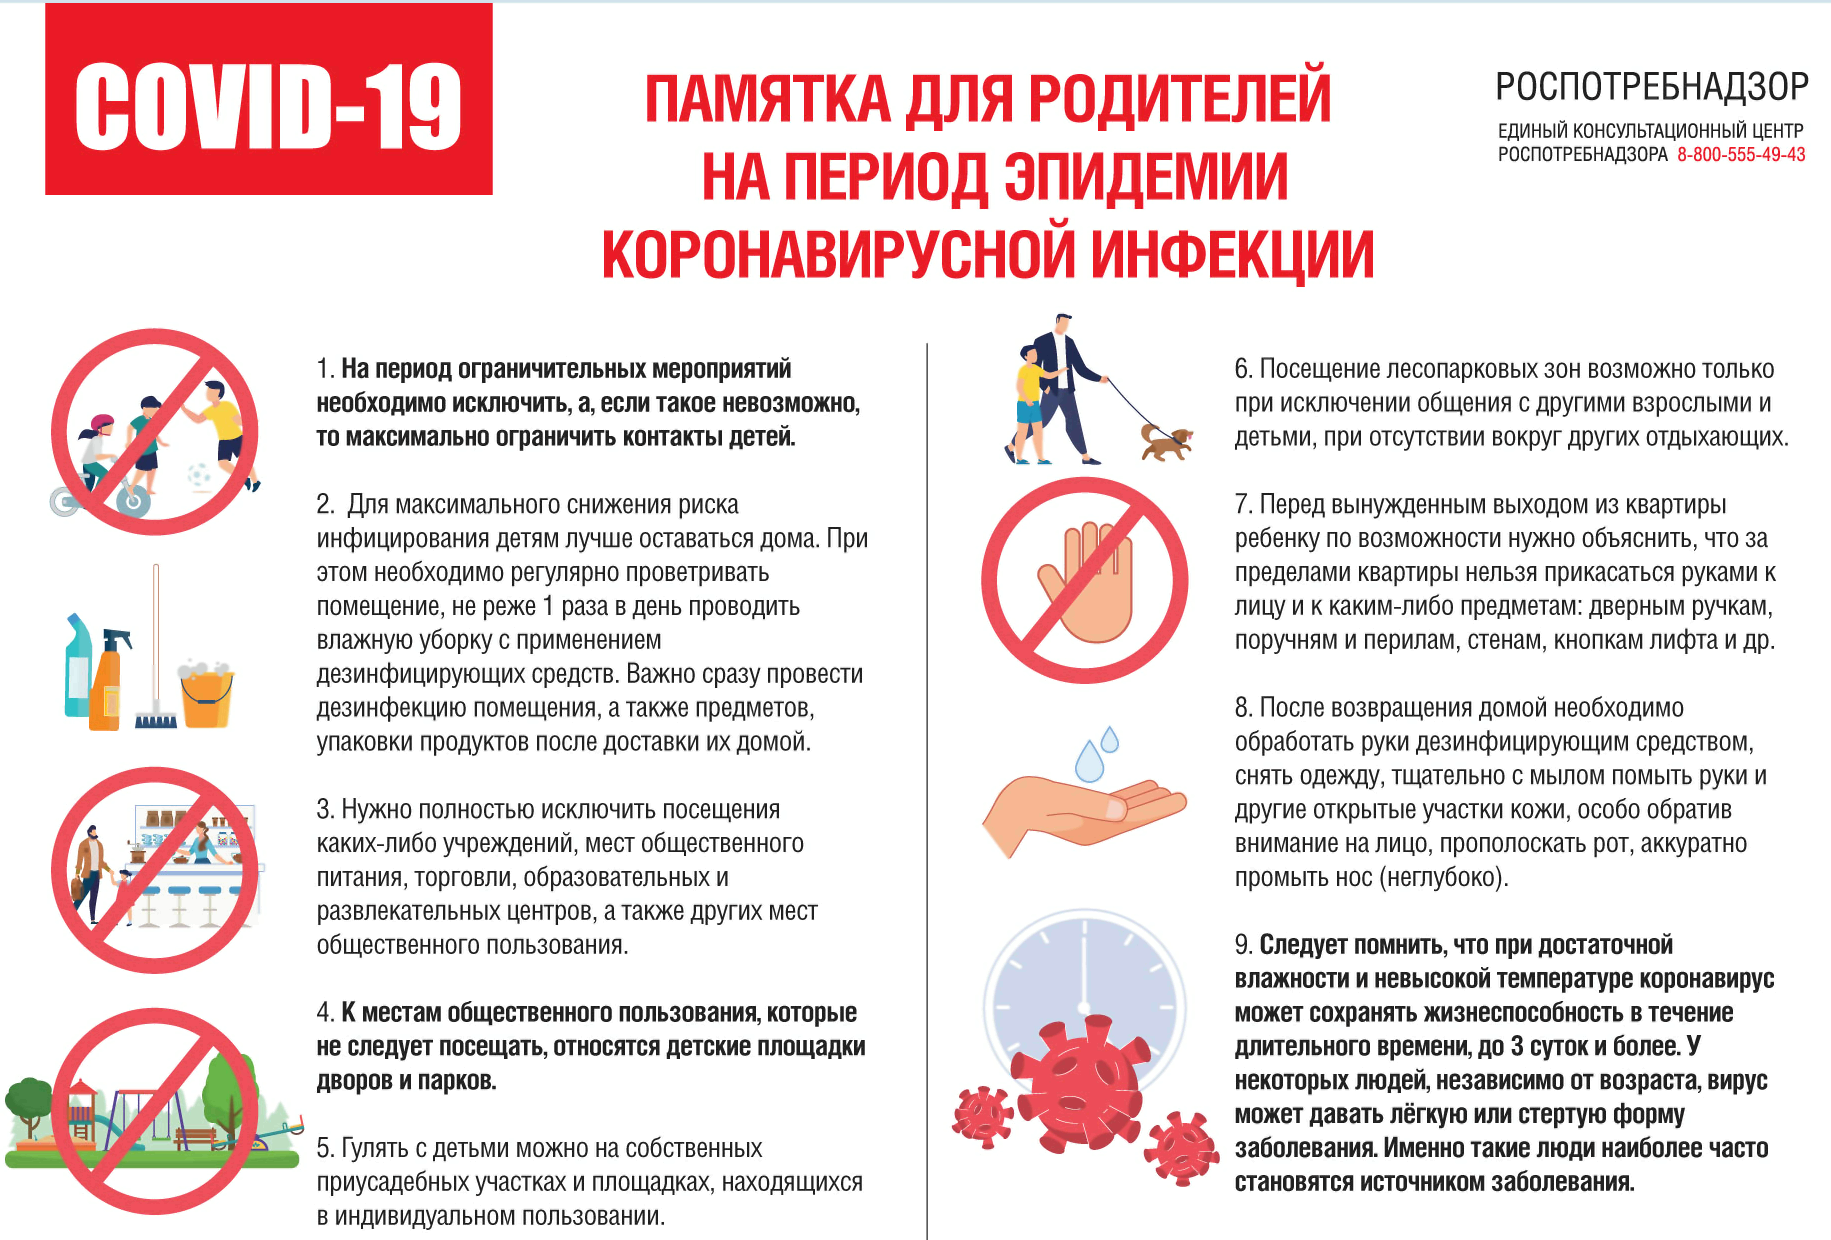 COVID-19
ПАМЯТКА ДЛЯ РОДИТЕЛЕЙ
НА ПЕРИОД ЭПИДЕМИИ
КОРОНАВИРУСНОЙ ИНФЕКЦИИ
РОСПОТРЕБНАДЗОР
ЕДИНЫЙ КОНСУЛЬТАЦИОННЫЙ ЦЕНТР
РОСПОТРЕБНАДЗОРА 8-800-555-49-43
1. На период ограничительных мероприятий
необходимо исключить, а, если такое невозможно,
то максимально ограничить контакты детей.
2. Для максимального снижения риска
инфицирования детям лучше оставаться дома. При
этом необходимо регулярно проветривать
помещение, не реже 1 раза в день проводить
влажную уборку с применением
дезинфицирующих средств. Важно сразу провести
дезинфекцию помещения, а также предметов,
упаковки продуктов после доставки их домой.
3. Нужно полностью исключить посещения
каких-либо учреждений, мест общественного
питания, торговли, образовательных и
развлекательных центров, а также других мест
общественного пользования.
4. К местам общественного пользования, которые
не следует посещать, относятся детские площадки
дворов и парков.
5. Гулять с детьми можно на собственных
приусадебных участках и площадках, находящихся
в индивидуальном пользовании.
6. Посещение лесопарковых зон возможно только
при исключении общения с другими взрослыми и
детьми, при отсутствии вокруг других отдыхающих.
7. Перед вынужденным выходом из квартиры
ребенку по возможности нужно объяснить, что за
пределами квартиры нельзя прикасаться руками к
лицу и к каким-либо предметам: дверным ручкам,
поручням и перилам, стенам, кнопкам лифта и др.
8. После возвращения домой необходимо
обработать руки дезинфицирующим средством,
снять одежду, тщательно с мылом помыть руки и
другие открытые участки кожи, особо обратив
внимание на лицо, прополоскать рот, аккуратно
промыть нос (неглубоко).
9. Следует помнить, что при достаточной
влажности и невысокой температуре коронавирус
может сохранять жизнеспособность в течение
длительного времени, до 3 суток и более. У
некоторых людей, независимо от возраста, вирус
может давать лёгкую или стертую форму
заболевания. Именно такие люди наиболее часто
становятся источником заболевания.